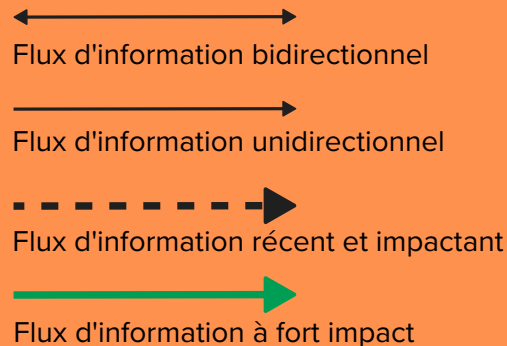 Flux d'information bidirectionnel
Flux d'information unidirectionnel
Flux d'information récent et impactant
Flux d'information à fort impact